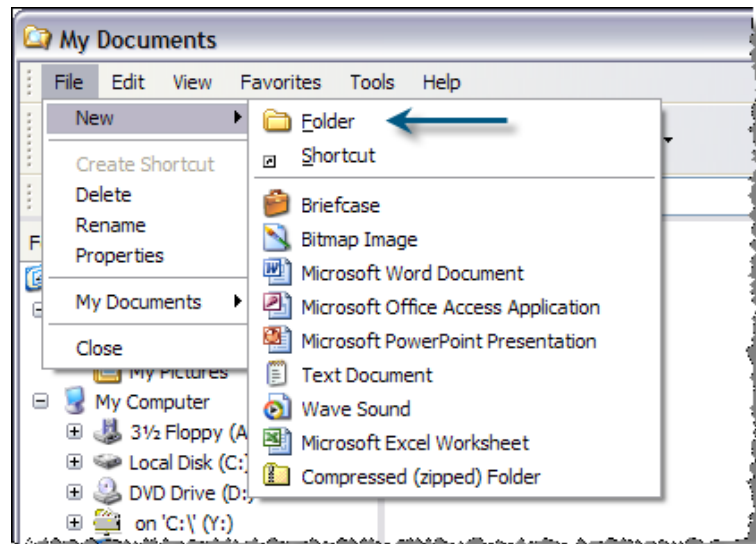 My Documents
File Edit View Favorites Tools Help
New
Create Shortcut
Delete
Rename
Properties
My Documents
Close
Folder
Shortcut
Briefcase
Bitmap Image
Microsoft Word Document
Microsoft Office Access Application
Microsoft PowerPoint Presentation
Text Document
Wave Sound
Microsoft Excel Worksheet
Compressed (zipped) Folder
F
My Pictures
My Computer
3½ Floppy (A
Local Disk (C:)
DVD Drive (D:)
on 'C:\' (Y:)